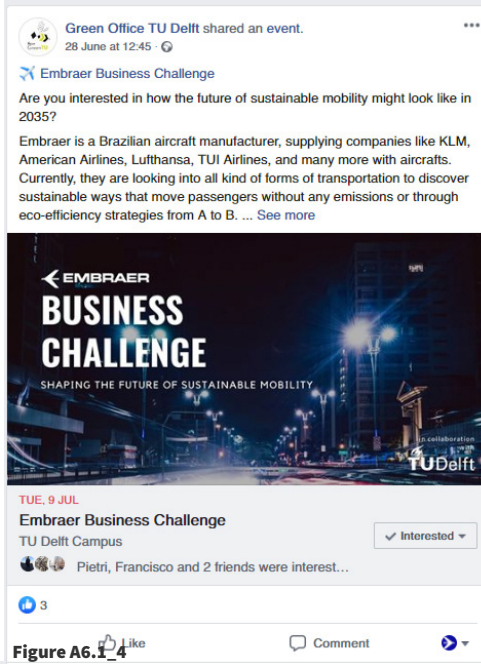 Green Office TU Delft shared an event.
28 June at 12:45 ·
Embraer Business Challenge
Are you interested in how the future of sustainable mobility might look like in
2035?
Embraer is a Brazilian aircraft manufacturer, supplying companies like KLM,
American Airlines, Lufthansa, TUI Airlines, and many more with aircrafts.
Currently, they are looking into all kind of forms of transportation to discover
sustainable ways that move passengers without any emissions or through
eco-efficiency strategies from A to B. ... See more
EMBRAER
BUSINESS
CHALLENGE
SHAPING THE FUTURE OF SUSTAINABLE MOBILITY
in collaboration
with
TUDelft
TUE, 9 JUL
Embraer Business Challenge
TU Delft Campus
Interested
Pietri, Francisco and 2 friends were interest...
3
Like
Comment
Figure A6.1_4